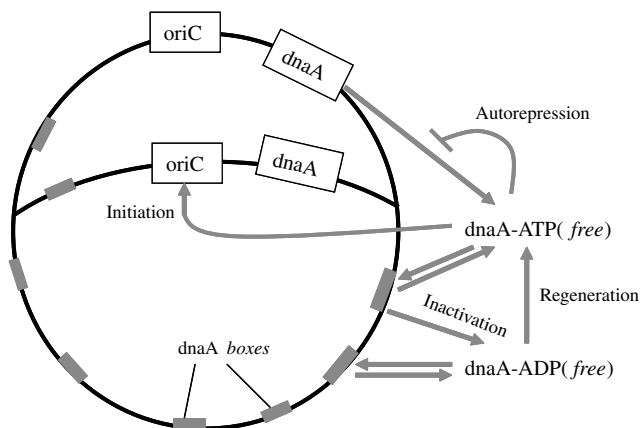 oriC
dnaA
Autorepression
oriC
dnaA
Initiation
dnaA-ATP(free)
Inactivation
Regeneration
dnaA boxes
dnaA-ADP(free)